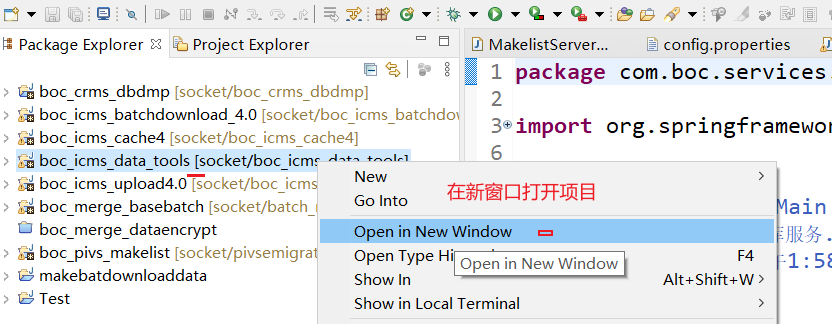 Package Explorer
Project Explorer
MakelistServer...
config.properties
boc_crms_dbdmp [socket/boc_crms_dbdmp]
boc_icms_batchdownload_4.0 [socket/boc_icms_batchdow
boc_icms_cache4 [socket/boc_icms_cache4]
boc_icms_data_tools [socket/boc_icms_data_tools]
boc_icms_upload4.0 [socket/boc_icms
boc_merge_basebatch [socket/batch_
boc_merge_dataencrypt
boc_pivs_makelist [socket/pivsemigrat
makebatdownloaddata
Test
1 package com.boc.services.
2
3 import org.springframewor
6
Main
库服务.
午1:58
New
Go Into
在新窗口打开项目
Open in New Window
Open Type Hi F4
Open in New Window
Show In Alt+Shift+W
Show in Local Terminal